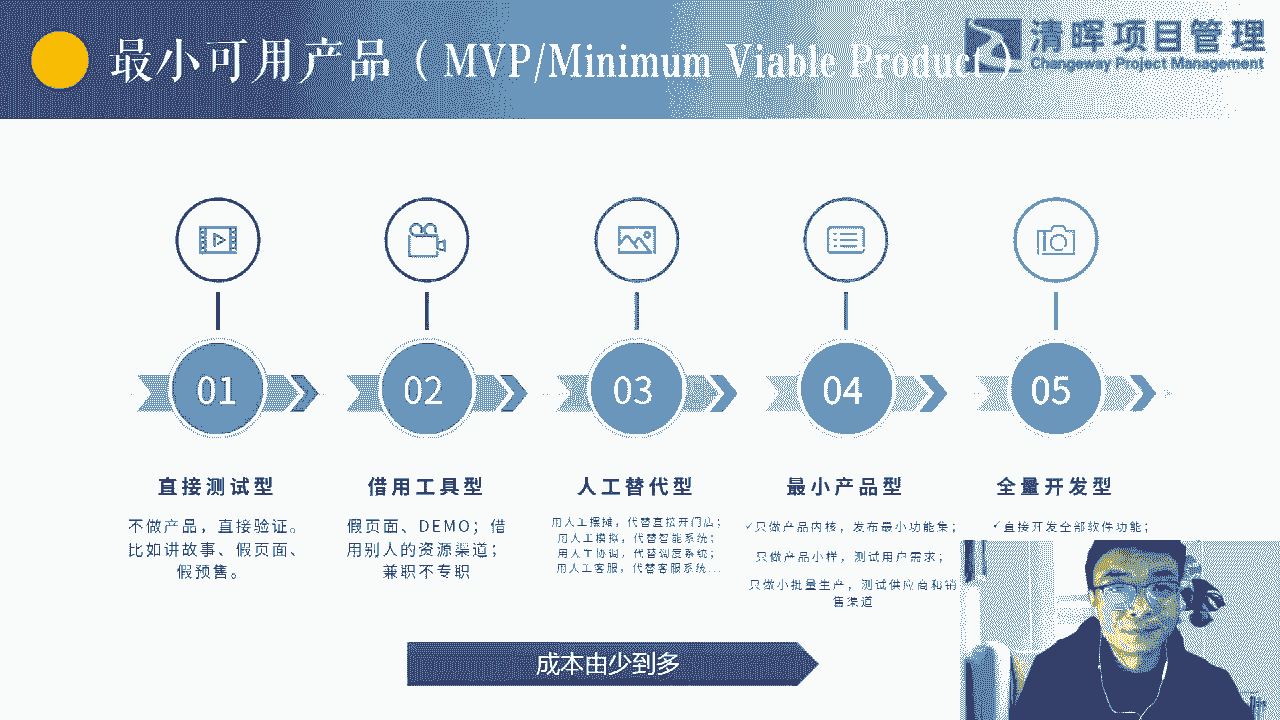 最小可用产品（MVP/Minimum Viable Product）
清晖项目管理
Changeway Project Management
01
02
03
04
05
直接测试型
借用工具型
人工替代型
最小产品型
全量开发型
不做产品，直接验证。
比如讲故事、假页面、
假预售。
假页面、DEMO；借
用别人的资源渠道；
兼职不专职
用人工摆摊，代替直接开门店；
用人工模拟，代替智能系统；
用人工协调，代替调度系统；
用人工客服，代替客服系统...
✓只做产品内核，发布最小功能集；
只做产品小样，测试用户需求；
只做小批量生产，测试供应商和销
售渠道
✓直接开发全部软件功能；
成本由少到多